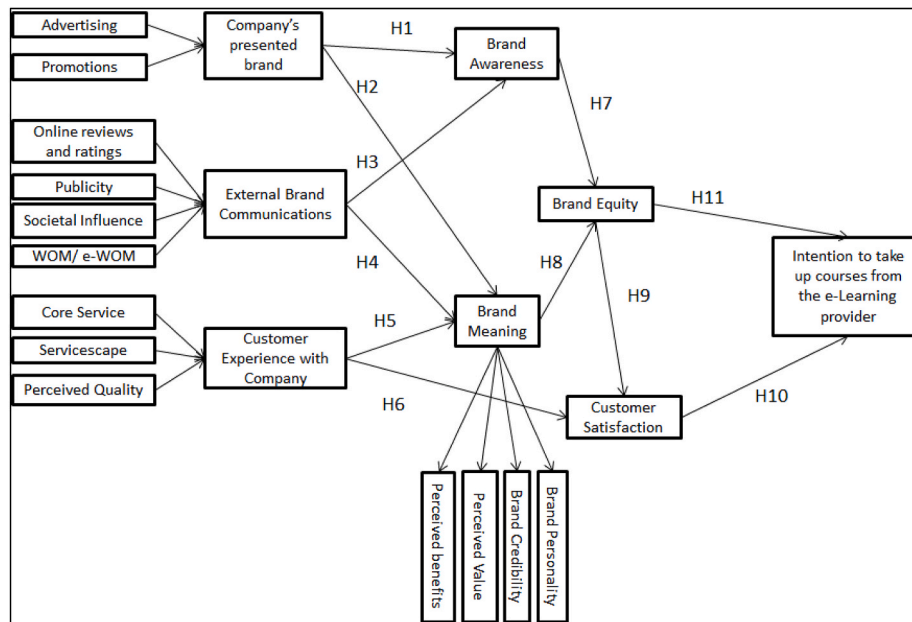 Advertising
Promotions
Company's
presented
brand
H1
H2
Brand
Awareness
H7
Online reviews
and ratings
Publicity
Societal Influence
WOM/ e-WOM
External Brand
Communications
H3
H4
Brand Equity
H11
H8
H9
Intention to take
up courses from
the e-Learning
provider
Core Service
Servicescape
Perceived Quality
Customer
Experience with
Company
H5
H6
Brand
Meaning
Customer
Satisfaction
H10
Perceived benefits
Perceived Value
Brand Credibility
Brand Personality